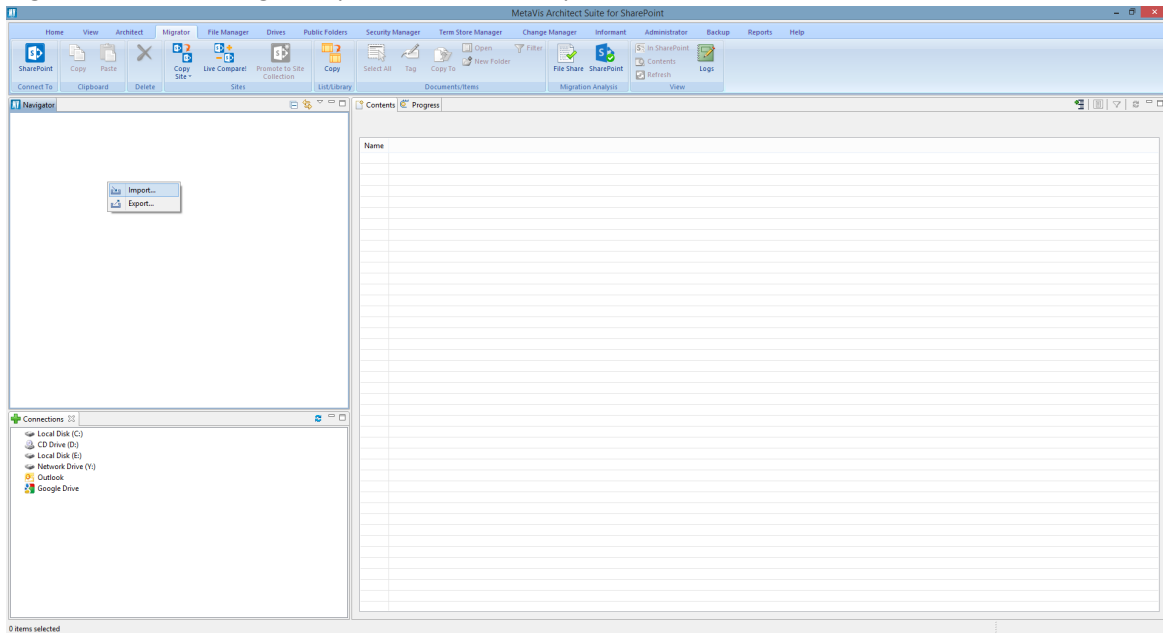 MetaVis Architect Suite for SharePoint
Home View Architect Migrator File Manager Drives Public Folders Security Manager Term Store Manager Change Manager Informant Administrator Backup Reports Help
SharePoint Copy Paste Copy Site Live Compare! Promote to Site Collection Copy Select All Tag Copy To Open New Folder Filter File Share SharePoint In SharePoint Contents Refresh Logs
Connect To Clipboard Delete Sites List/Library Documents/Items Migration Analysis View
Navigator
Contents Progress
Name
Import...
Export...
Connections
Local Disk (C:)
CD Drive (D:)
Local Disk (E:)
Network Drive (Y:)
Outlook
Google Drive
0 items selected